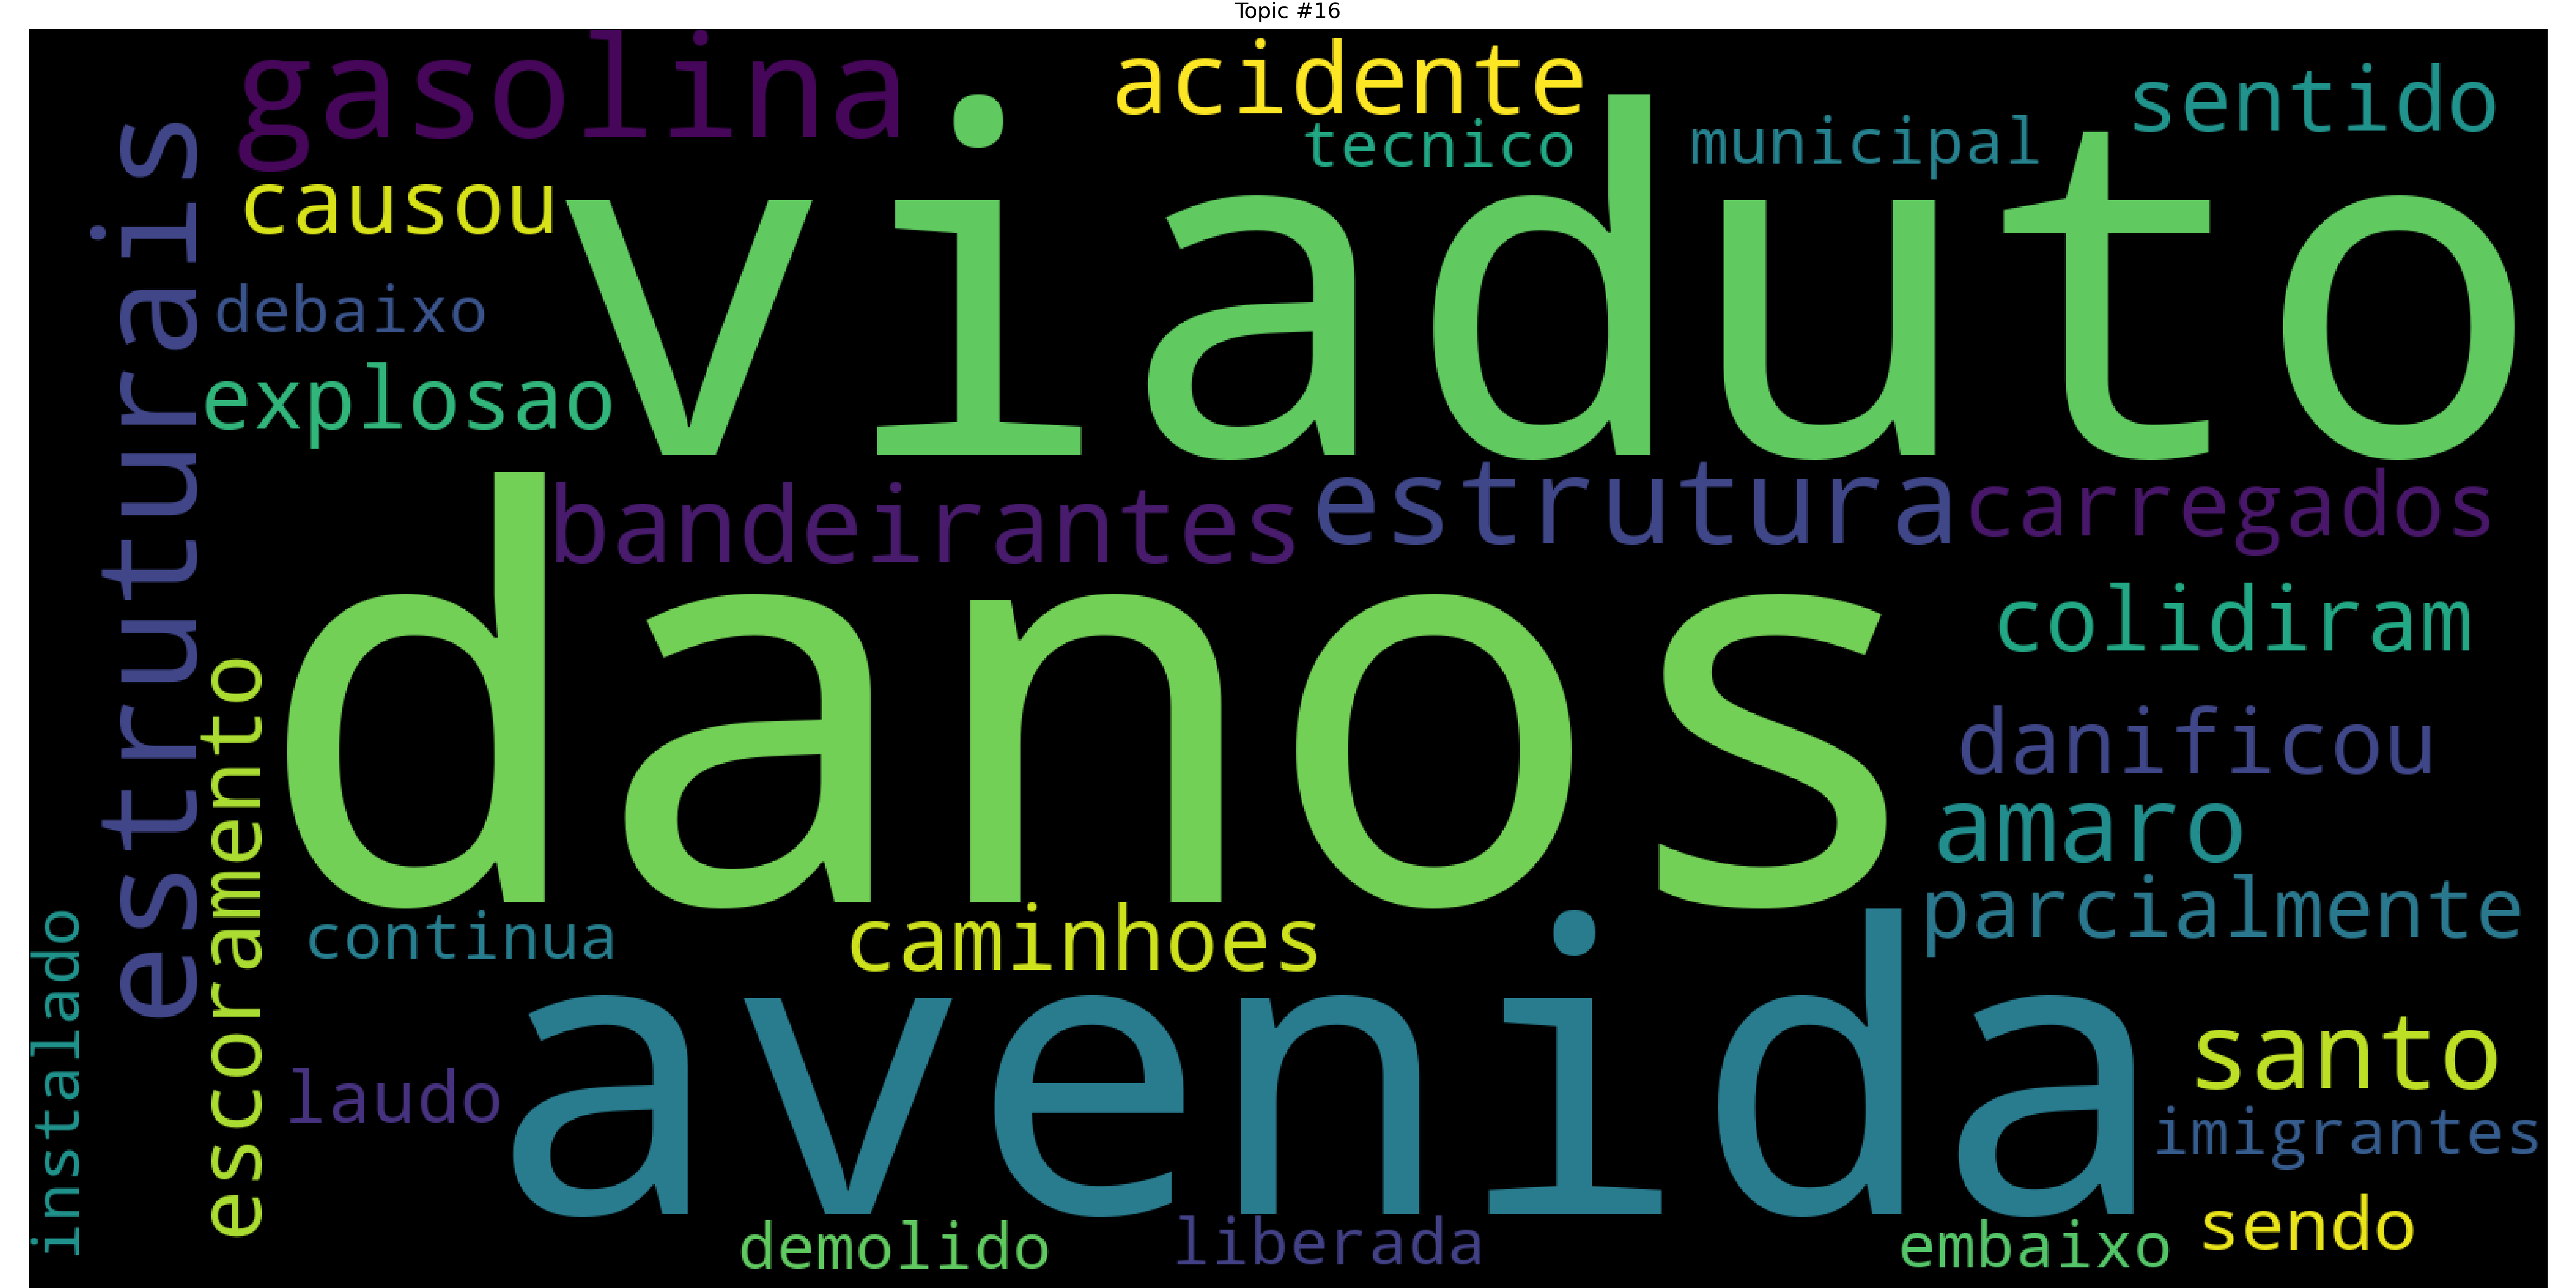 Topic #16
gasolina
acidente
sentido
tecnico
municipal
causou
viaduto
debaixo
explosao
estruturais
bandeirantes
estrutura
carregados
danos
colidiram
danificou
amaro
parcialmente
escoramento
continua
caminhoes
instalado
avenida
santo
laudo
imigrantes
sendo
demolido
liberada
embaixo